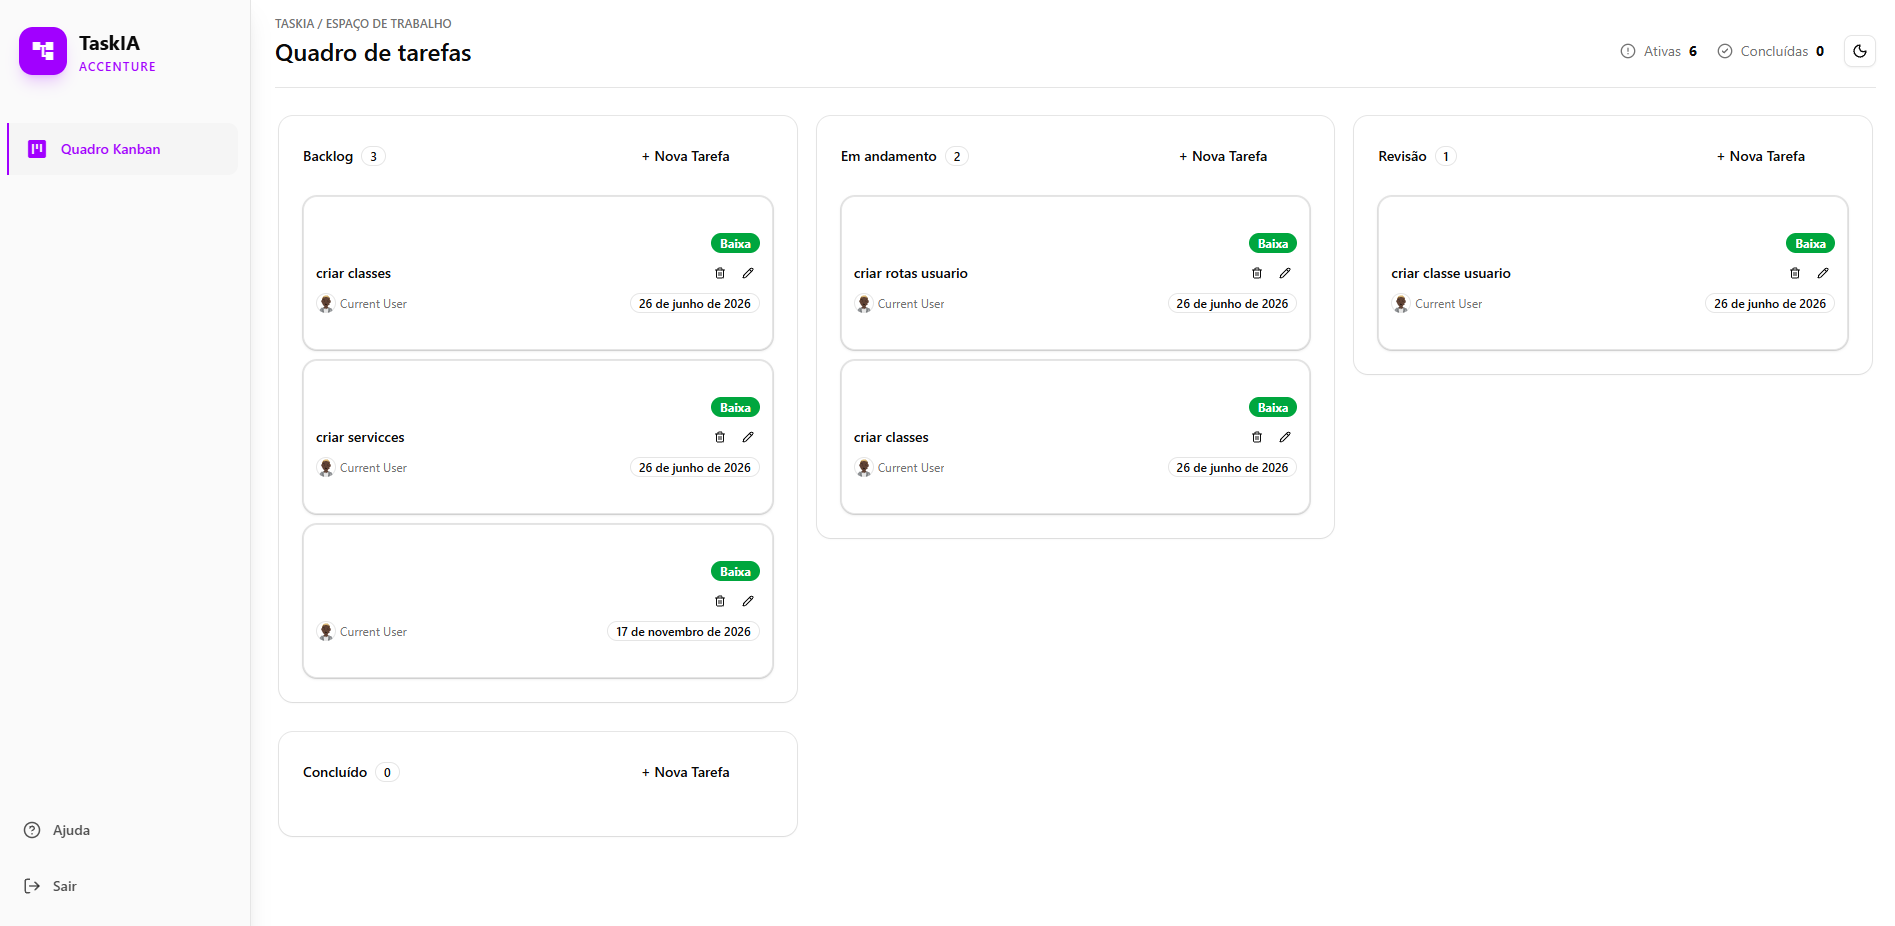 TaskIA
ACCENTURE
Quadro Kanban
Ajuda
Sair
TASKIA / ESPAÇO DE TRABALHO
Quadro de tarefas
Ativas 6 Concluídas 0
Backlog 3 + Nova Tarefa
Baixa
criar classes
Current User 26 de junho de 2026
Baixa
criar servicces
Current User 26 de junho de 2026
Baixa
Current User 17 de novembro de 2026
Em andamento 2 + Nova Tarefa
Baixa
criar rotas usuario
Current User 26 de junho de 2026
Baixa
criar classes
Current User 26 de junho de 2026
Revisão 1 + Nova Tarefa
Baixa
criar classe usuario
Current User 26 de junho de 2026
Concluído 0 + Nova Tarefa